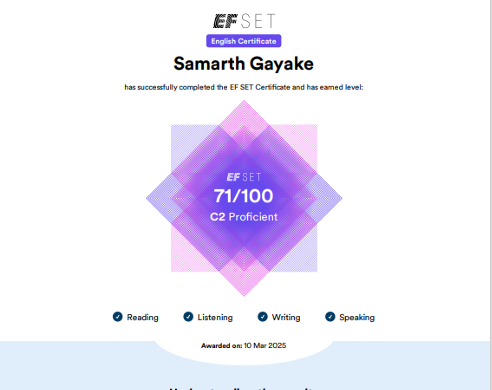 EF SET
English Certificate
Samarth Gayake
has successfully completed the EF SET Certificate and has earned level:
EF SET
71/100
C2 Proficient
Reading Listening Writing Speaking
Awarded on: 10 Mar 2025